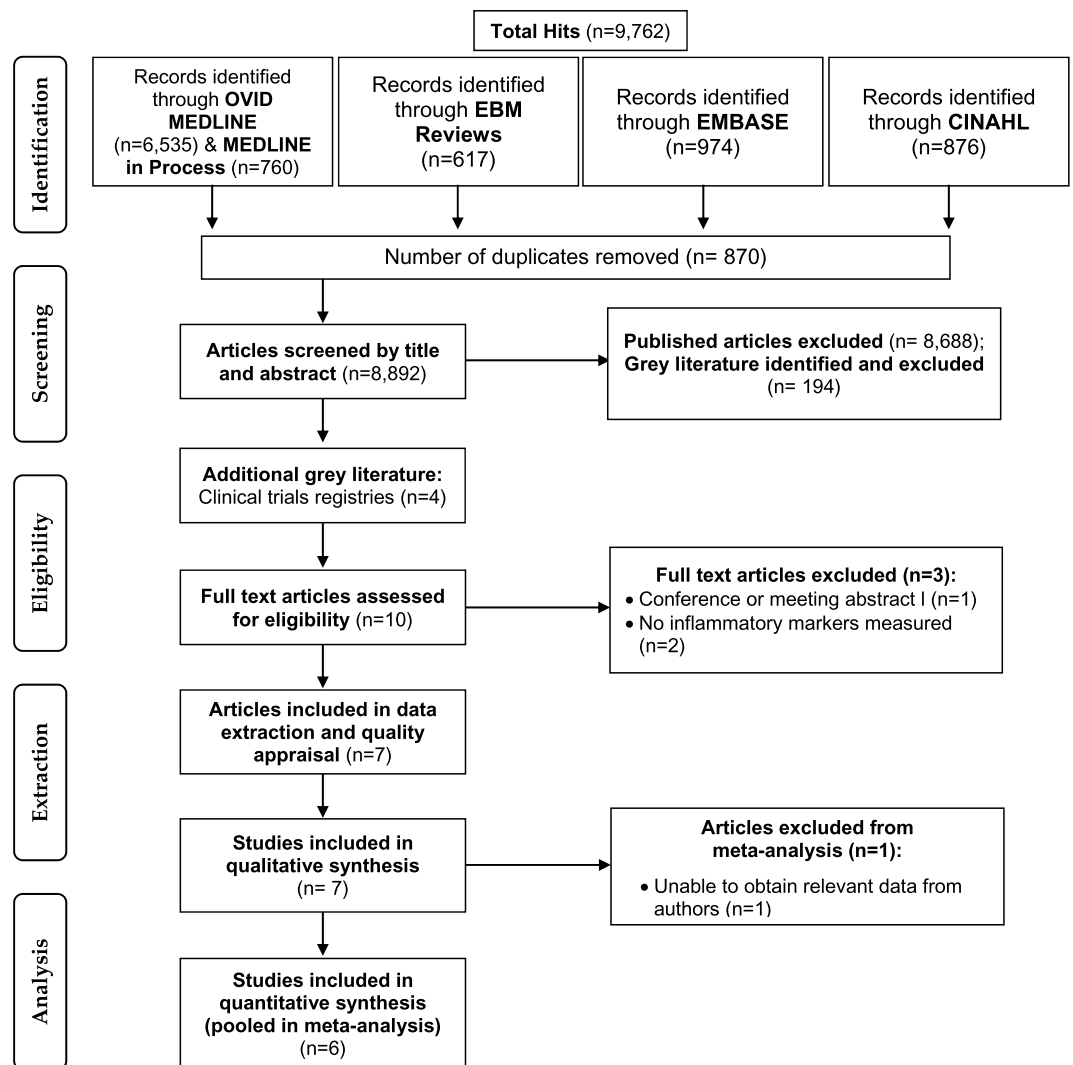 Total Hits (n=9,762)
Identification
Records identified
through OVID
MEDLINE
(n=6,535) & MEDLINE
in Process (n=760)
Records identified
through EBM
Reviews
(n=617)
Records identified
through EMBASE
(n=974)
Records identified
through CINAHL
(n=876)
Number of duplicates removed (n= 870)
Screening
Articles screened by title
and abstract (n=8,892)
Published articles excluded (n= 8,688);
Grey literature identified and excluded
(n= 194)
Additional grey literature:
Clinical trials registries (n=4)
Eligibility
Full text articles assessed
for eligibility (n=10)
Full text articles excluded (n=3):
• Conference or meeting abstract l (n=1)
• No inflammatory markers measured
(n=2)
Extraction
Articles included in data
extraction and quality
appraisal (n=7)
Studies included in
qualitative synthesis
(n= 7)
Articles excluded from
meta-analysis (n=1):
• Unable to obtain relevant data from
authors (n=1)
Analysis
Studies included in
quantitative synthesis
(pooled in meta-analysis)
(n=6)